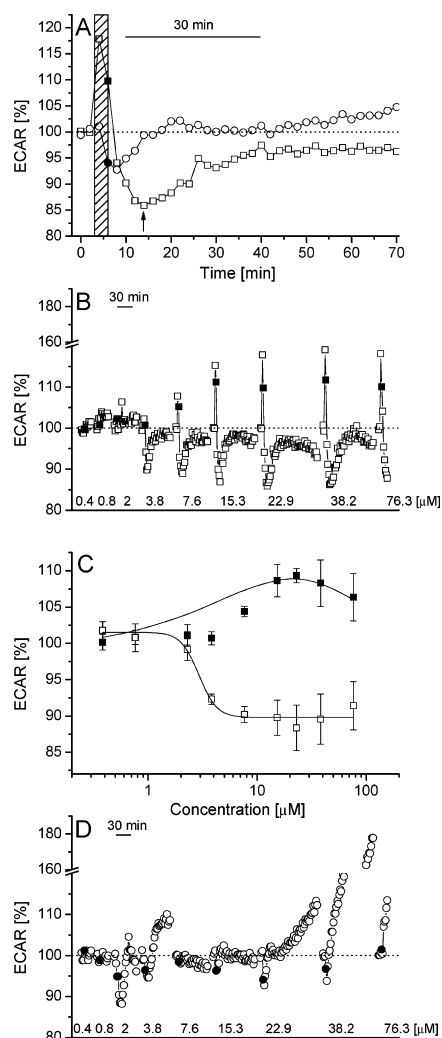 A
30 min
ECAR [%]
120
115
110
105
100
95
90
85
0 10 20 30 40 50 60 70
Time [min]
B
30 min
ECAR [%]
180
160
110
100
90
80
0.4 0.8 2 3.8 7.6 15.3 22.9 38.2 76.3 [µM]
C
ECAR [%]
110
105
100
95
90
85
1 10 100
Concentration [µM]
D
30 min
ECAR [%]
180
160
110
100
90
80
0.4 0.8 2 3.8 7.6 15.3 22.9 38.2 76.3 [µM]